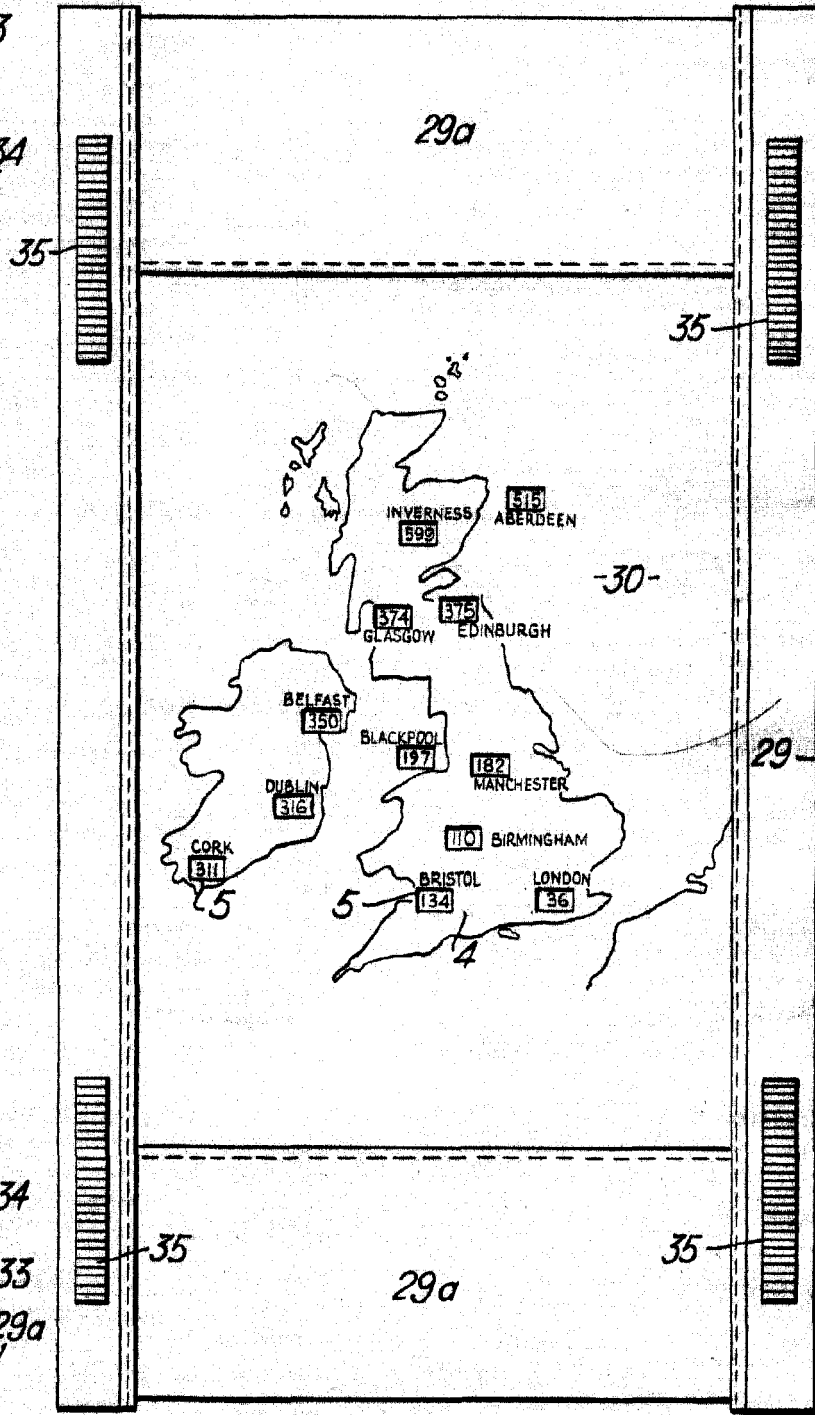 3
29a
34
35
35
515
INVERNESS
ABERDEEN
599
-30-
374
375
GLASGOW
EDINBURGH
BELFAST
350
BLACKPOOL
197
29
182
MANCHESTER
DUBLIN
316
110 BIRMINGHAM
CORK
311
BRISTOL
LONDON
5
5
134
36
4
34
35
35
33
29a
29a